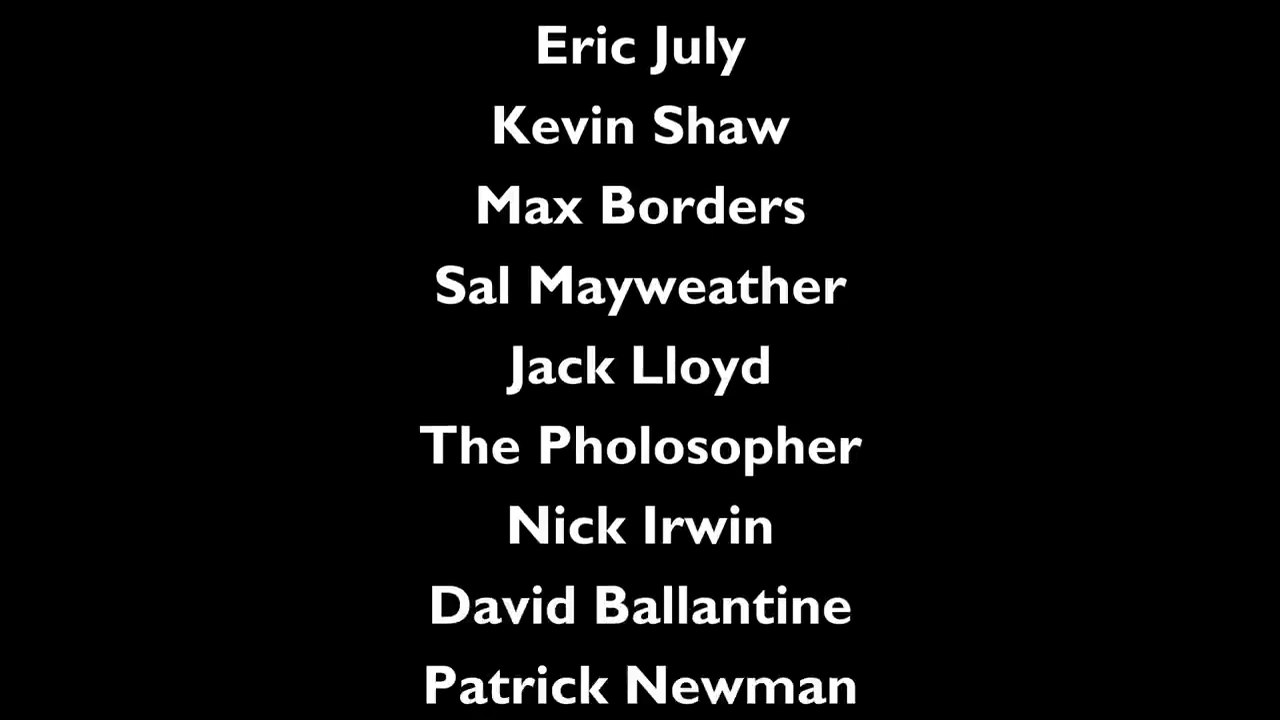 Eric July
Kevin Shaw
Max Borders
Sal Mayweather
Jack Lloyd
The Pholosopher
Nick Irwin
David Ballantine
Patrick Newman